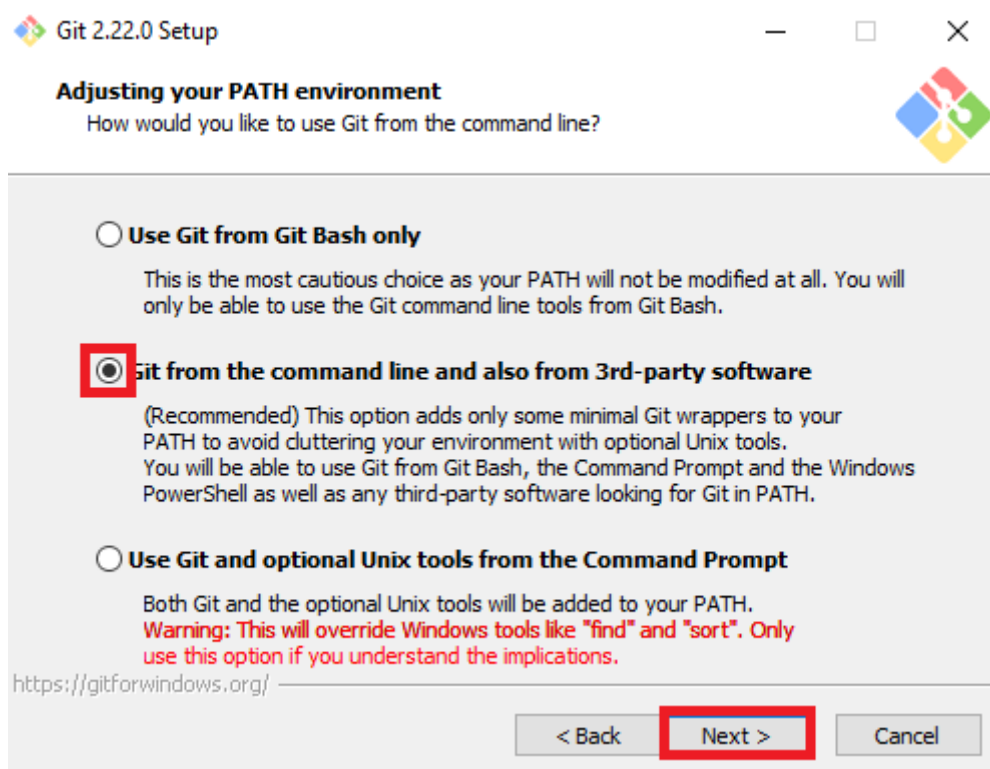 Git 2.22.0 Setup
Adjusting your PATH environment
How would you like to use Git from the command line?
Use Git from Git Bash only
This is the most cautious choice as your PATH will not be modified at all. You will
only be able to use the Git command line tools from Git Bash.
Git from the command line and also from 3rd-party software
(Recommended) This option adds only some minimal Git wrappers to your
PATH to avoid cluttering your environment with optional Unix tools.
You will be able to use Git from Git Bash, the Command Prompt and the Windows
PowerShell as well as any third-party software looking for Git in PATH.
Use Git and optional Unix tools from the Command Prompt
Both Git and the optional Unix tools will be added to your PATH.
Warning: This will override Windows tools like "find" and "sort". Only
use this option if you understand the implications.
https://gitforwindows.org/
< Back Next > Cancel